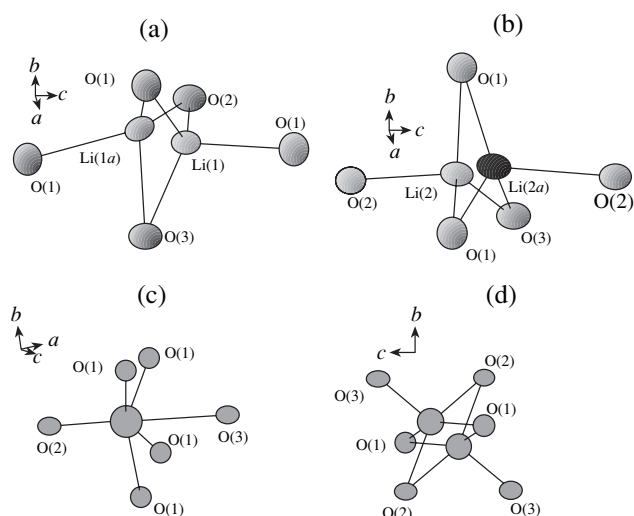 (a)
b
c
a
O(1)
O(2)
O(1)
Li(1a)
Li(1)
O(1)
O(3)
(b)
b
c
a
O(1)
O(2)
Li(2)
Li(2a)
O(2)
O(3)
O(1)
(c)
b
a
c
O(1)
O(1)
O(2)
O(3)
O(1)
O(1)
(d)
b
c
O(2)
O(3)
O(1)
O(1)
O(2)
O(3)